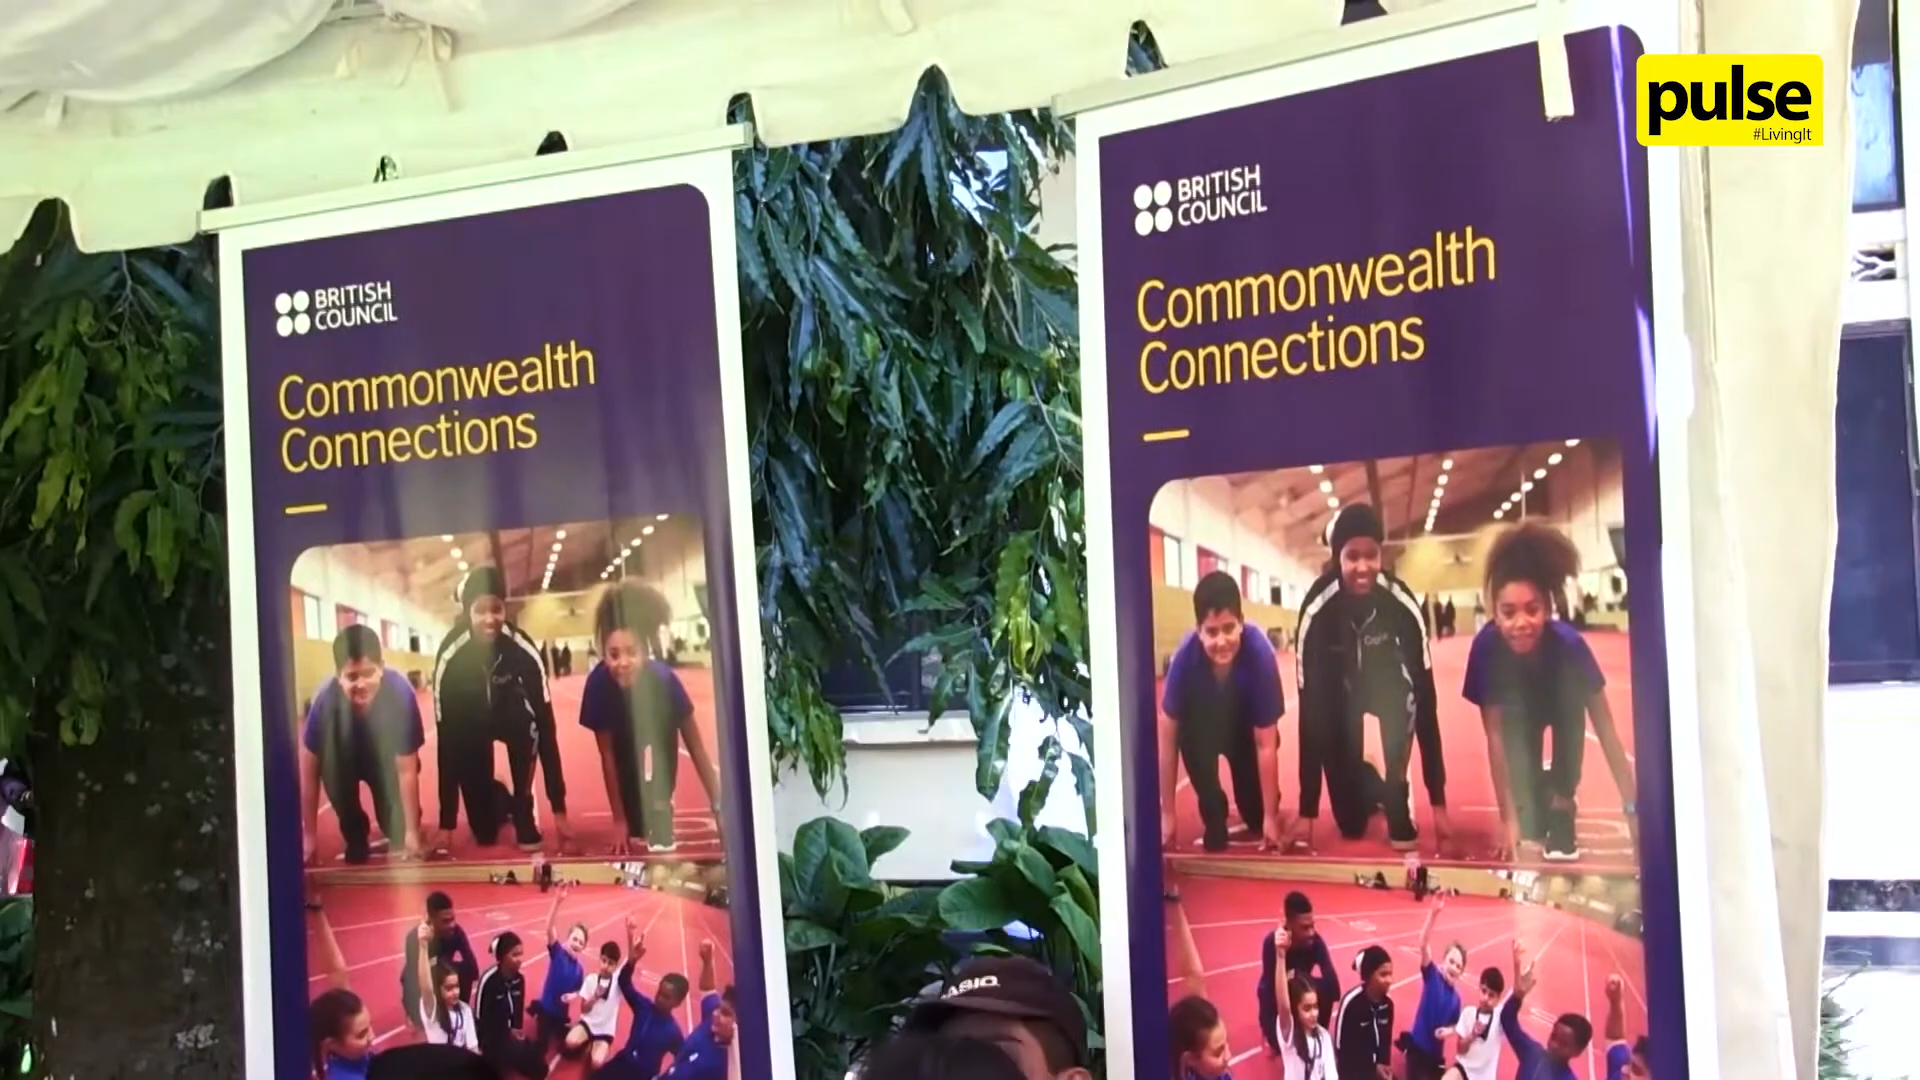 BRITISH
COUNCIL
Commonwealth
Connections
BRITISH
COUNCIL
Commonwealth
Connections
pulse
#LivingIt